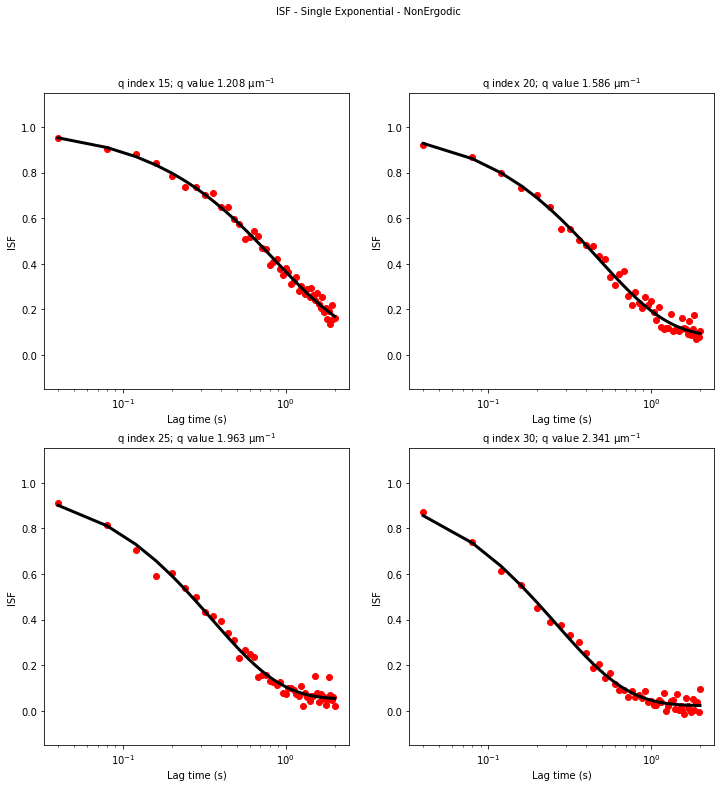 ISF - Single Exponential - NonErgodic
q index 15; q value 1.208 μm⁻¹
1.0
0.8
0.6
0.4
0.2
0.0
ISF
10⁻¹
10⁰
Lag time (s)
q index 20; q value 1.586 μm⁻¹
1.0
0.8
0.6
0.4
0.2
0.0
ISF
10⁻¹
10⁰
Lag time (s)
q index 25; q value 1.963 μm⁻¹
1.0
0.8
0.6
0.4
0.2
0.0
ISF
10⁻¹
10⁰
Lag time (s)
q index 30; q value 2.341 μm⁻¹
1.0
0.8
0.6
0.4
0.2
0.0
ISF
10⁻¹
10⁰
Lag time (s)